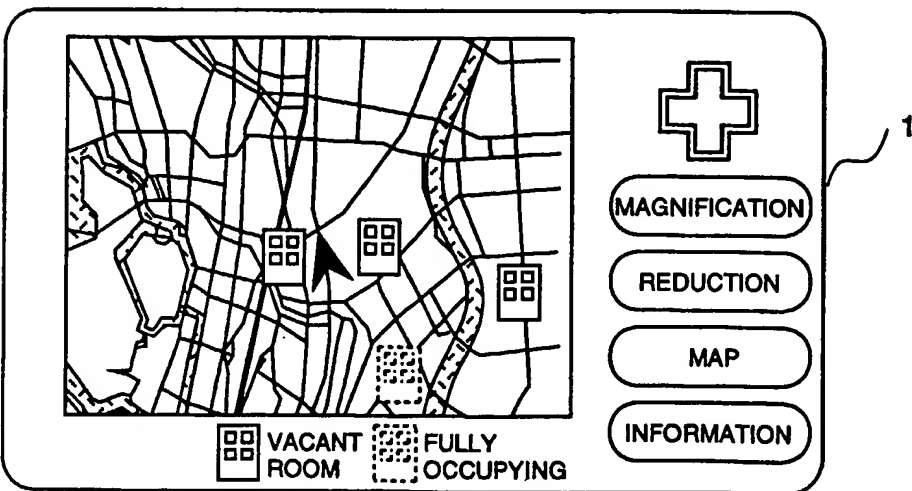 1
MAGNIFICATION
REDUCTION
MAP
INFORMATION
VACANT
ROOM
FULLY
OCCUPYING